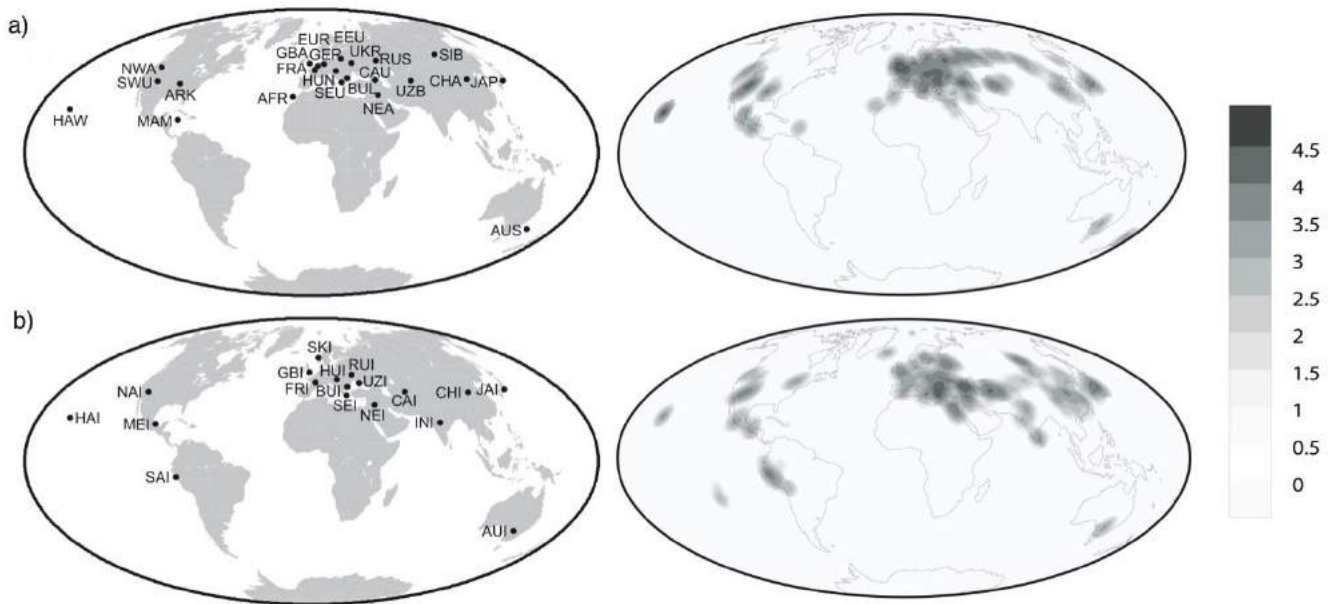 a)
EUR EEU
GBA GER UKR
FRA RUS SIB
NWA HUN CAU CHA JAP
SWU SEU BUL UZB
ARK AFR NEA
HAW MAM
AUS
4.5
4
3.5
3
2.5
2
1.5
1
0.5
0
b)
SKI
GBI HUI RUI
FRI BUI UZI
NAI SEI CAI CHI JAI
HAI MEI NEI INI
SAI
AUI